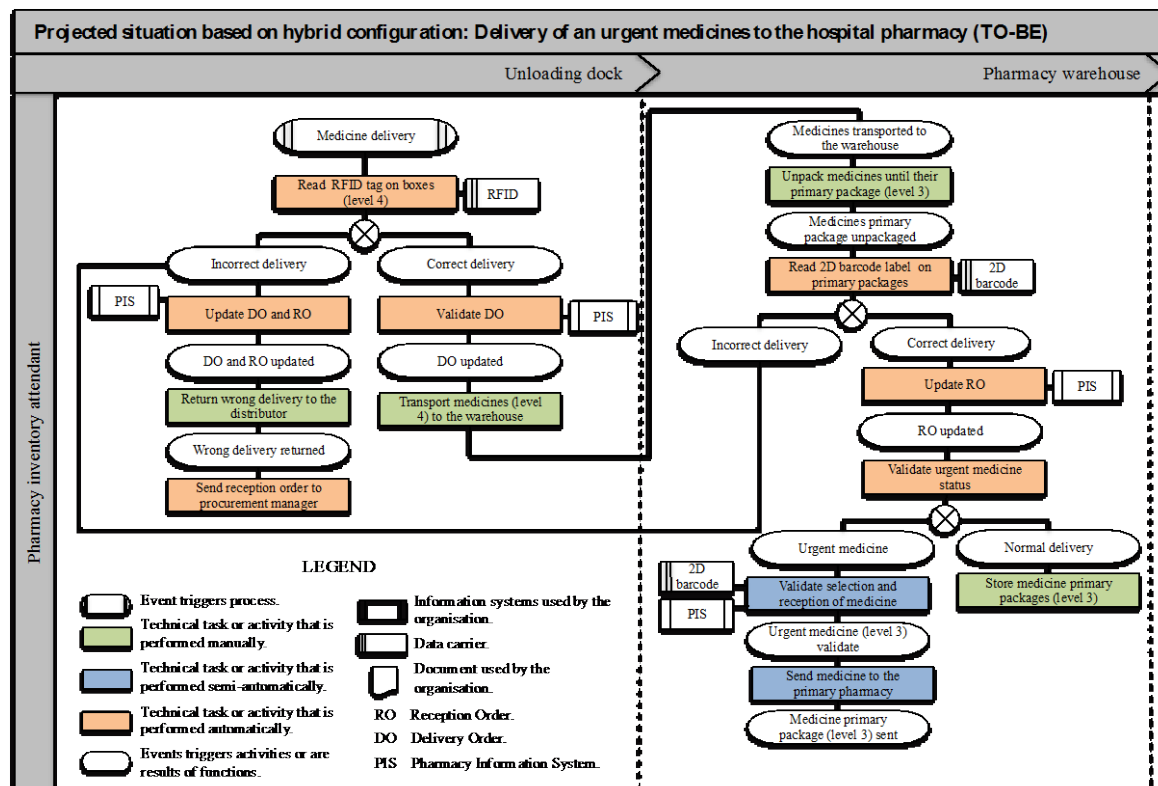 Projected situation based on hybrid configuration: Delivery of an urgent medicines to the hospital pharmacy (TO-BE)
Unloading dock
Pharmacy warehouse
Pharmacy inventory attendant
Medicine delivery
Read RFID tag on boxes
(level 4)
RFID
Incorrect delivery
Correct delivery
PIS
Update DO and RO
Validate DO
PIS
DO and RO updated
DO updated
Return wrong delivery to the
distributor
Transport medicines (level
4) to the warehouse
Wrong delivery returned
Send reception order to
procurement manager
Medicines transported to
the warehouse
Unpack medicines until their
primary package (level 3)
Medicines primary
package unpackaged
Read 2D barcode label on
primary packages
2D
barcode
Incorrect delivery
Correct delivery
Update RO
PIS
RO updated
Validate urgent medicine
status
Urgent medicine
Normal delivery
2D
barcode
PIS
Validate selection and
reception of medicine
Store medicine primary
packages (level 3)
Urgent medicine (level 3)
validate
Send medicine to the
primary pharmacy
Medicine primary
package (level 3) sent
LEGEND
Event triggers process.
Technical task or activity that is
performed manually.
Technical task or activity that is
performed semi-automatically.
Technical task or activity that is
performed automatically.
Events triggers activities or are
results of functions.
Information systems used by the
organisation.
Data carrier.
Document used by the
organisation.
RO Reception Order.
DO Delivery Order.
PIS Pharmacy Information System.